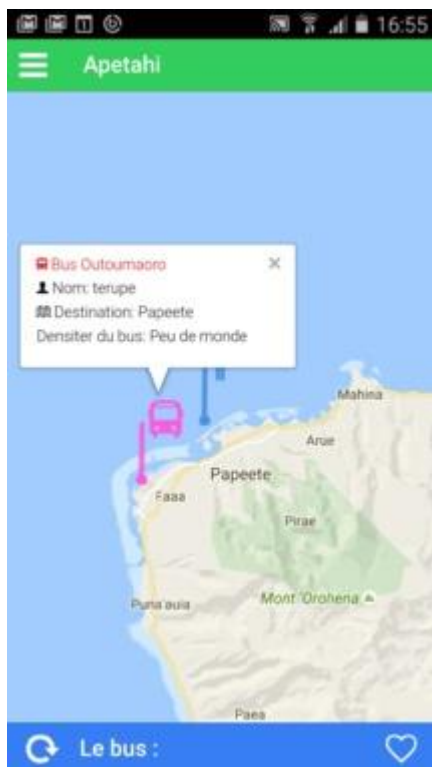 16:55
Apetahi
Bus Outoumaoro
Nom: terupe
Destination: Papeete
Densiter du bus: Peu de monde
Mahina
Arue
Papeete
Faaa
Pirae
Mont 'Orohena
Puna'auia
Paea
Le bus :